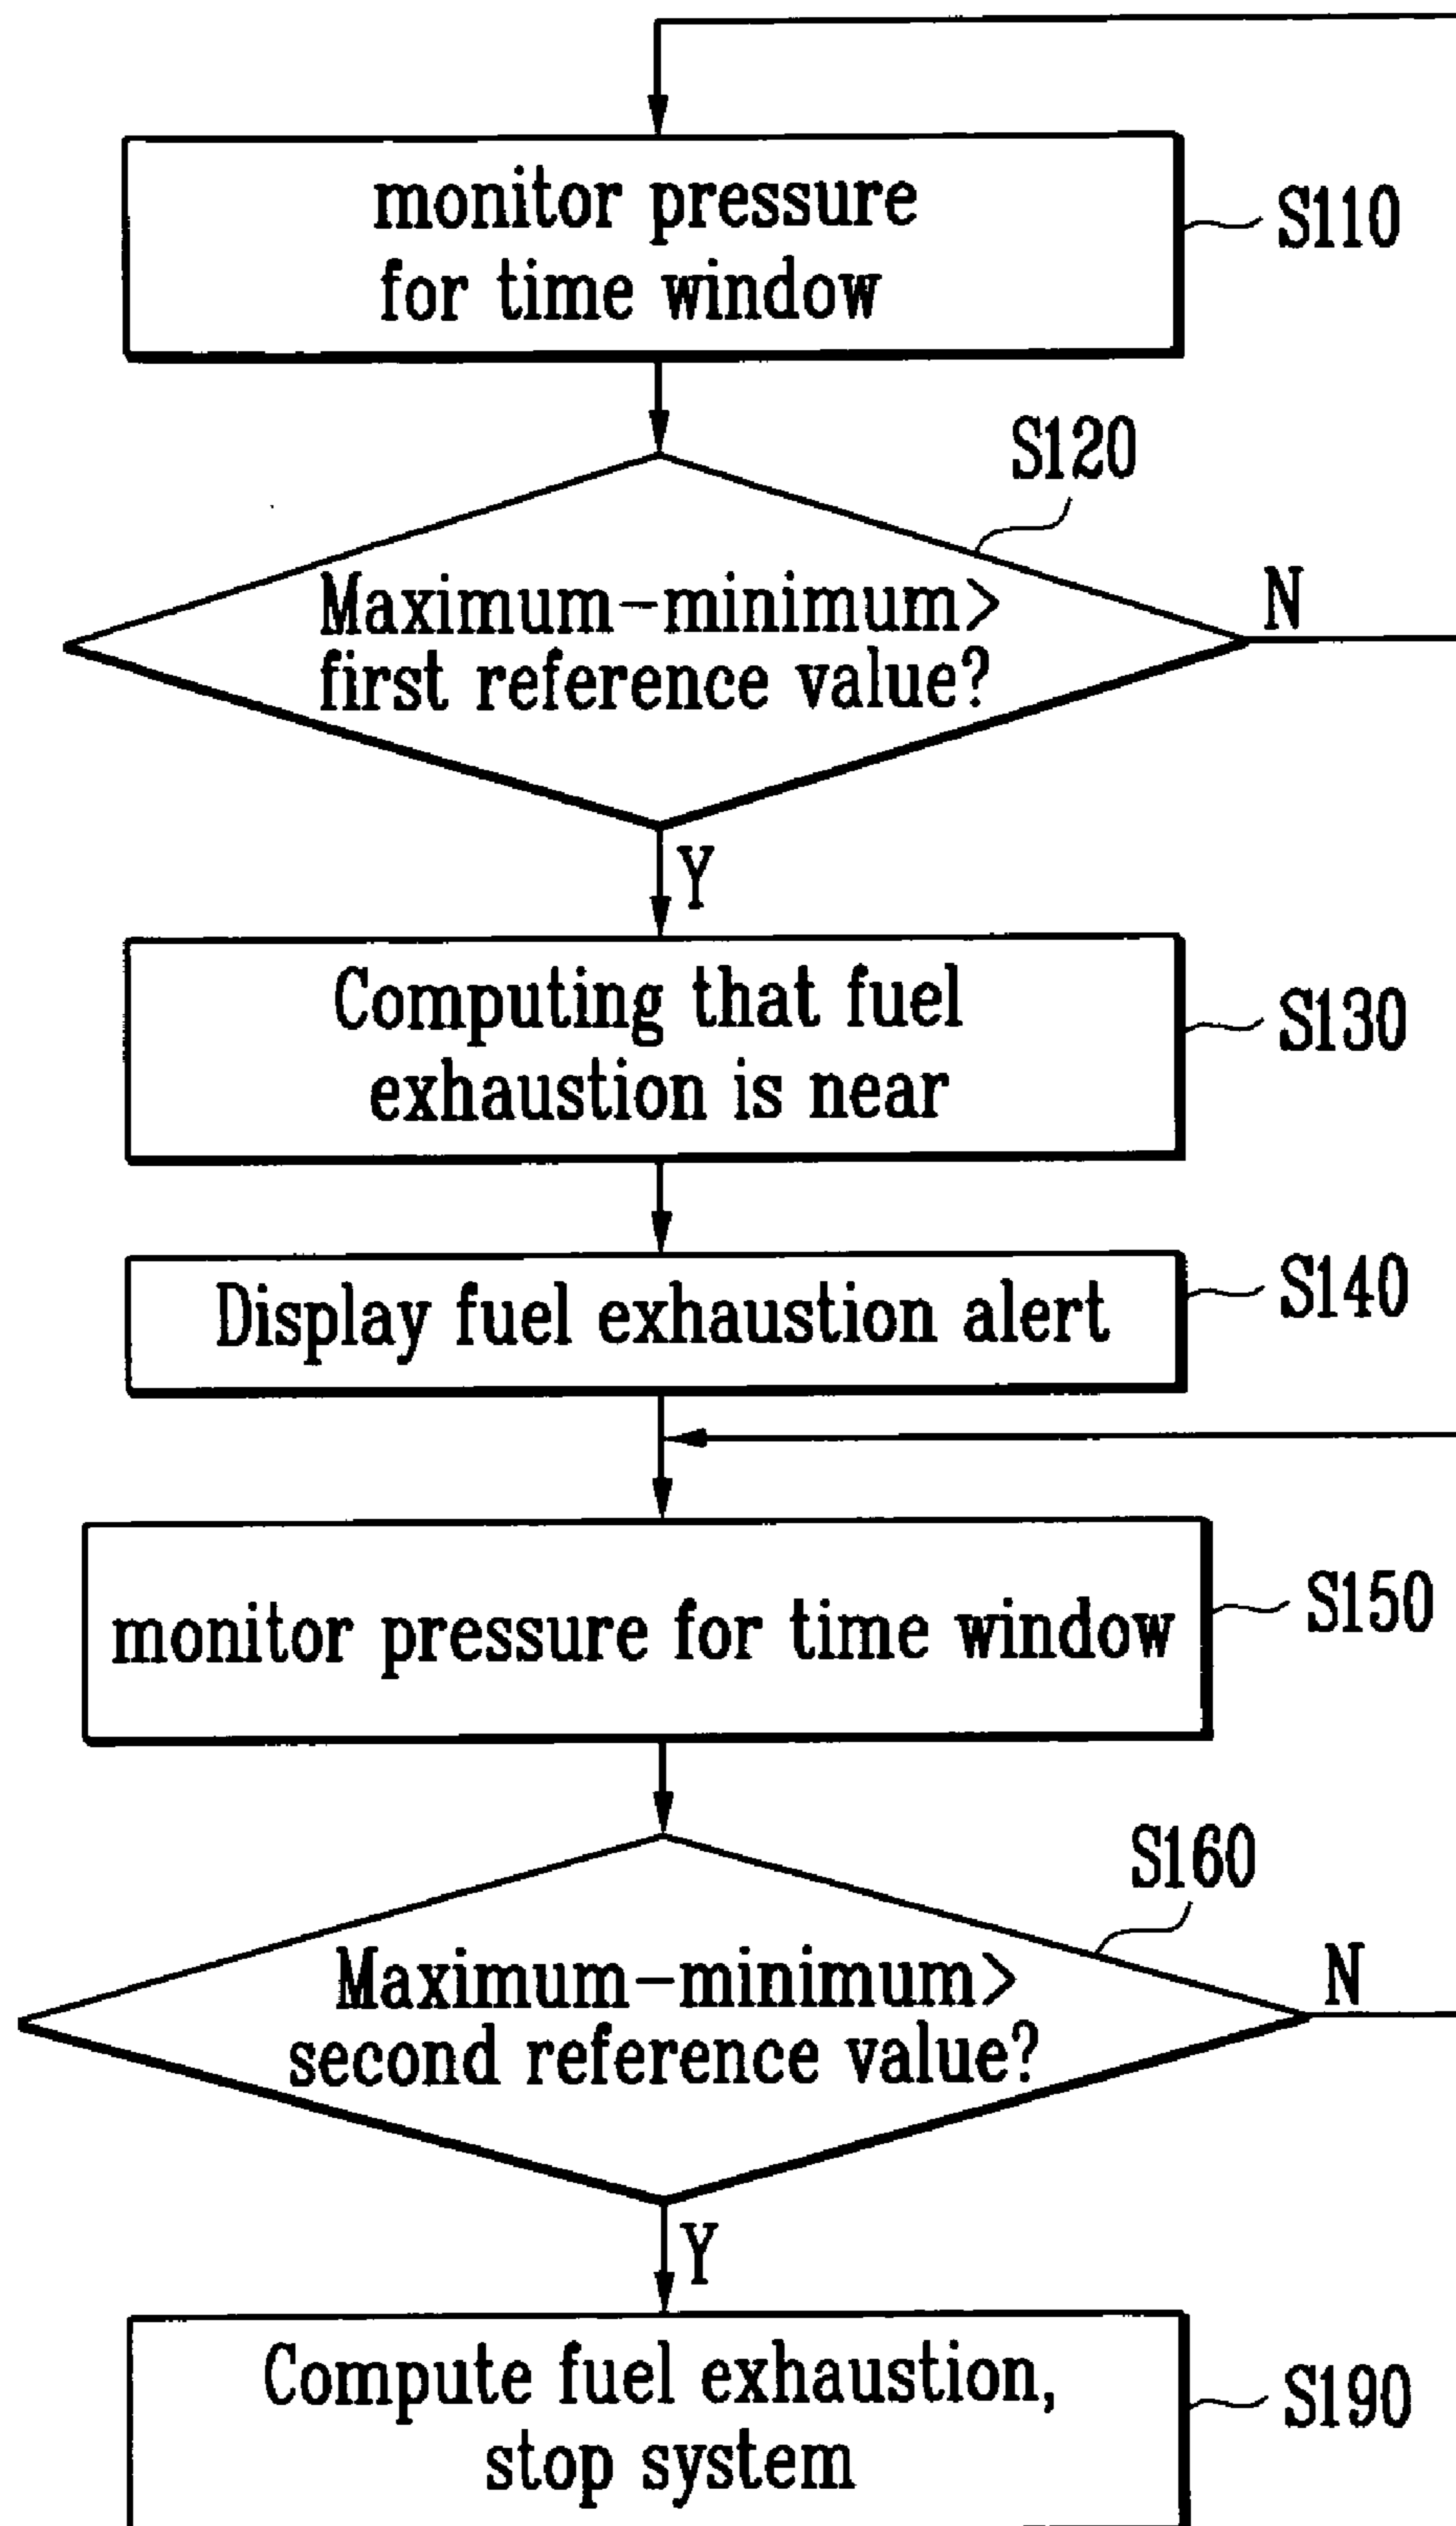 monitor pressure
for time window
S110
S120
Maximum-minimum>
first reference value?
N
Y
Computing that fuel
exhaustion is near
S130
Display fuel exhaustion alert
S140
monitor pressure for time window
S150
S160
Maximum-minimum>
second reference value?
N
Y
Compute fuel exhaustion,
stop system
S190